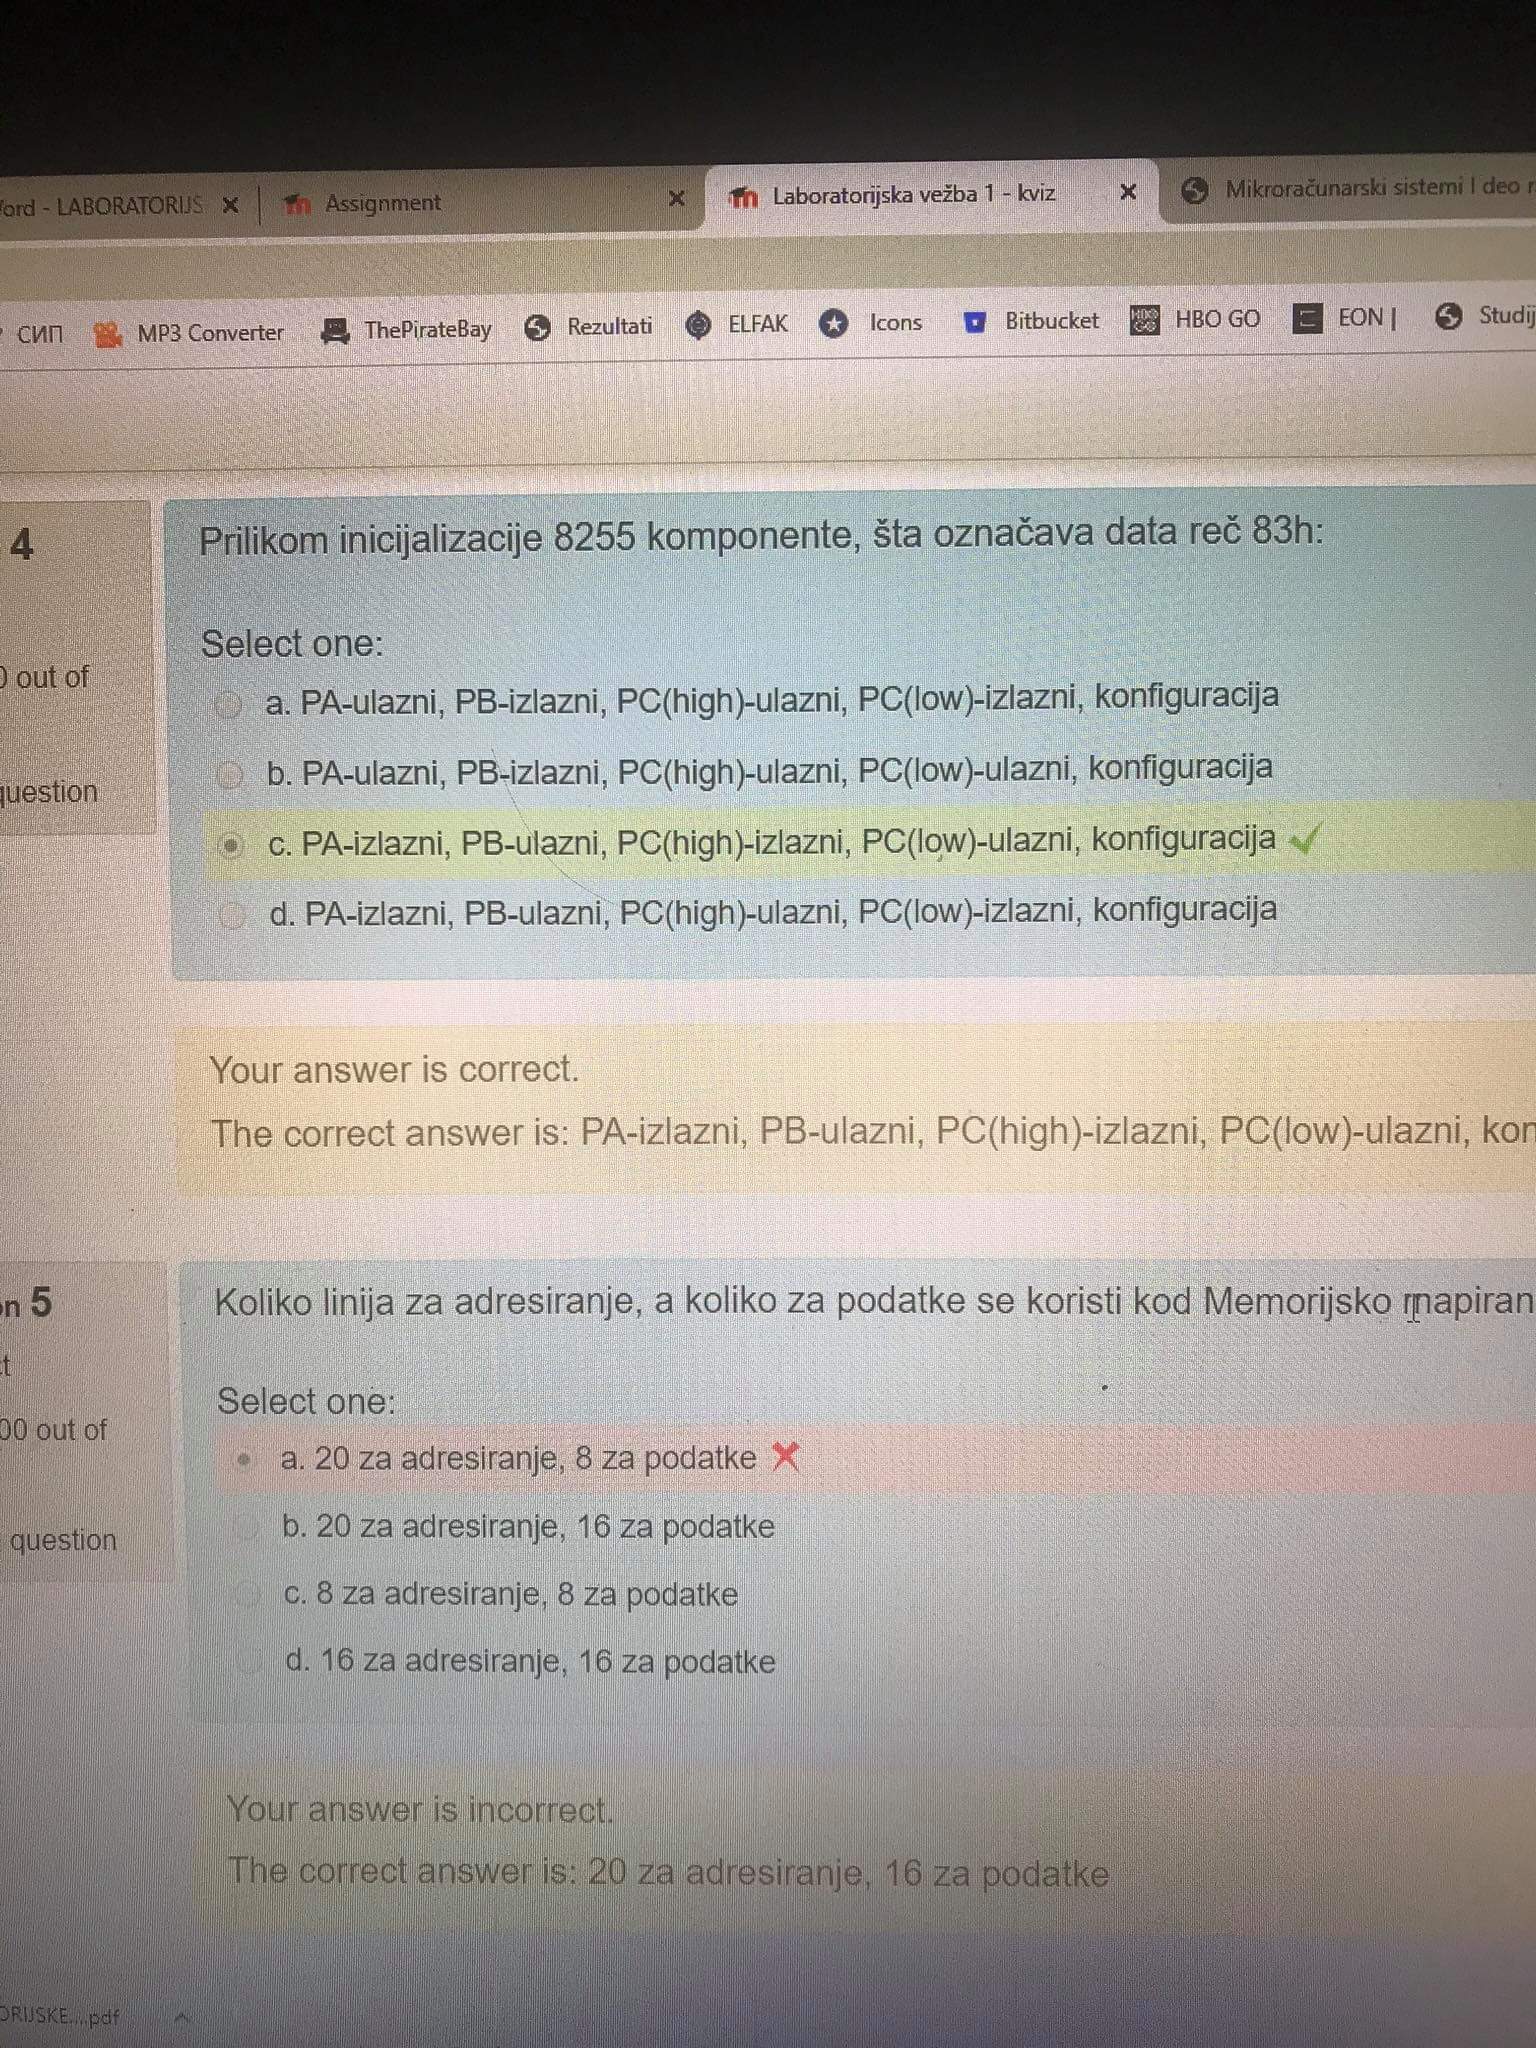 ord - LABORATORIJS
Assignment
Laboratorijska vežba 1 - kviz
Mikroračunarski sistemi I deo r
СИП
MP3 Converter
ThePirateBay
Rezultati
ELFAK
Icons
Bitbucket
HBO GO
EON |
Studij
4
0 out of
question
Prilikom inicijalizacije 8255 komponente, šta označava data reč 83h:
Select one:
a. PA-ulazni, PB-izlazni, PC(high)-ulazni, PC(low)-izlazni, konfiguracija
b. PA-ulazni, PB-izlazni, PC(high)-ulazni, PC(low)-ulazni, konfiguracija
c. PA-izlazni, PB-ulazni, PC(high)-izlazni, PC(low)-ulazni, konfiguracija
d. PA-izlazni, PB-ulazni, PC(high)-ulazni, PC(low)-izlazni, konfiguracija
Your answer is correct.
The correct answer is: PA-izlazni, PB-ulazni, PC(high)-izlazni, PC(low)-ulazni, kon
on 5
ct
00 out of
question
Koliko linija za adresiranje, a koliko za podatke se koristi kod Memorijsko mapiran
Select one:
a. 20 za adresiranje, 8 za podatke
b. 20 za adresiranje, 16 za podatke
c. 8 za adresiranje, 8 za podatke
d. 16 za adresiranje, 16 za podatke
Your answer is incorrect.
The correct answer is: 20 za adresiranje, 16 za podatke
ORIJSKE....pdf